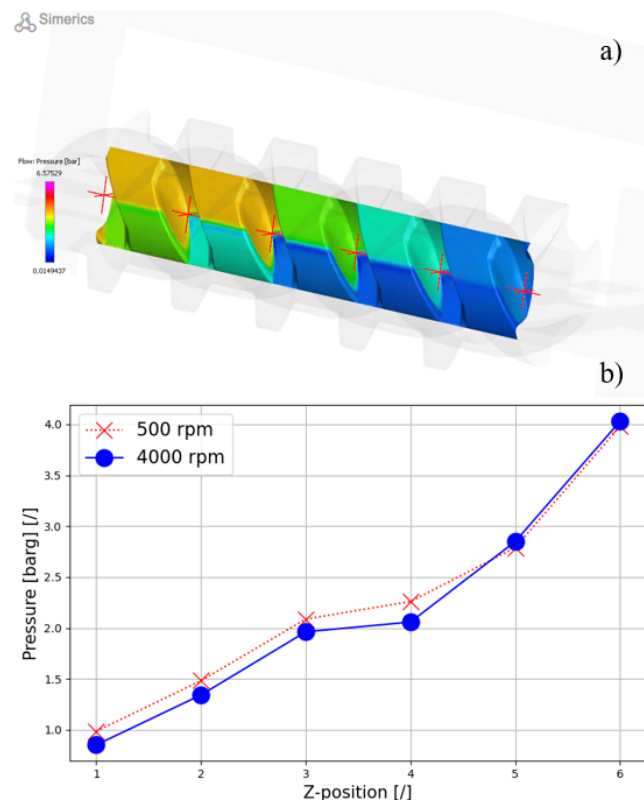 Simerics
a)
Flow: Pressure [bar]
6.57529
0.0149437
b)
500 rpm
4000 rpm
4.0
3.5
3.0
2.5
2.0
1.5
1.0
Pressure [barg] [/]
1 2 3 4 5 6
Z-position [/]